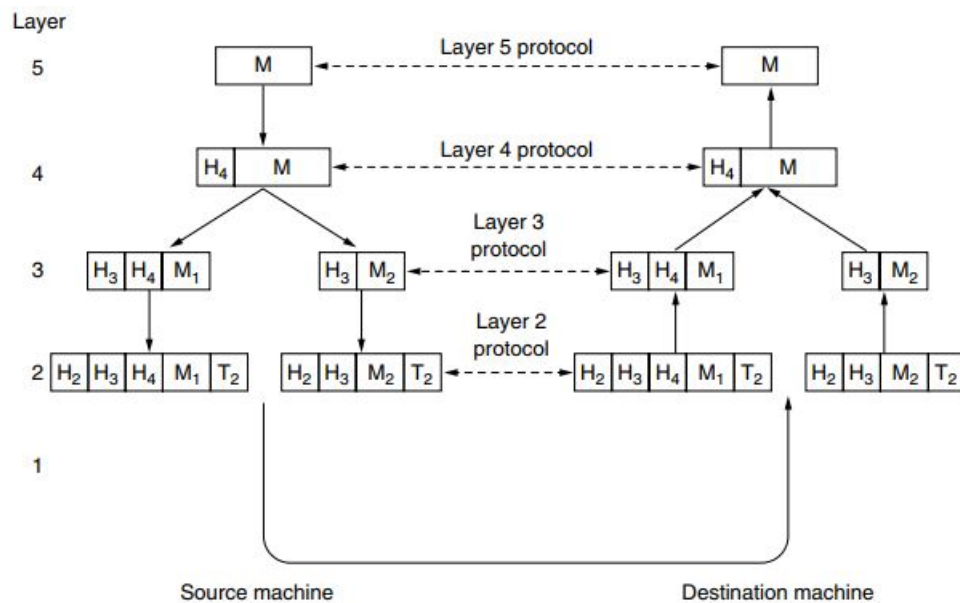 Layer
5 M Layer 5 protocol M
4 H₄ M Layer 4 protocol H₄ M
Layer 3
protocol
3 H₃ H₄ M₁ H₃ M₂ H₃ H₄ M₁ H₃ M₂
Layer 2
protocol
2 H₂ H₃ H₄ M₁ T₂ H₂ H₃ M₂ T₂ H₂ H₃ H₄ M₁ T₂ H₂ H₃ M₂ T₂
1
Source machine Destination machine